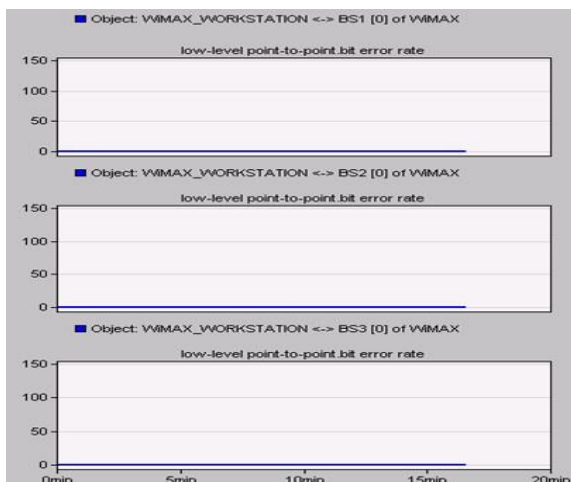 Object: WiMAX_WORKSTATION <-> BS1 [0] of WiMAX
low-level point-to-point.bit error rate
150
100
50
0
Object: WiMAX_WORKSTATION <-> BS2 [0] of WiMAX
low-level point-to-point.bit error rate
150
100
50
0
Object: WiMAX_WORKSTATION <-> BS3 [0] of WiMAX
low-level point-to-point.bit error rate
150
100
50
0
0min 5min 10min 15min 20min